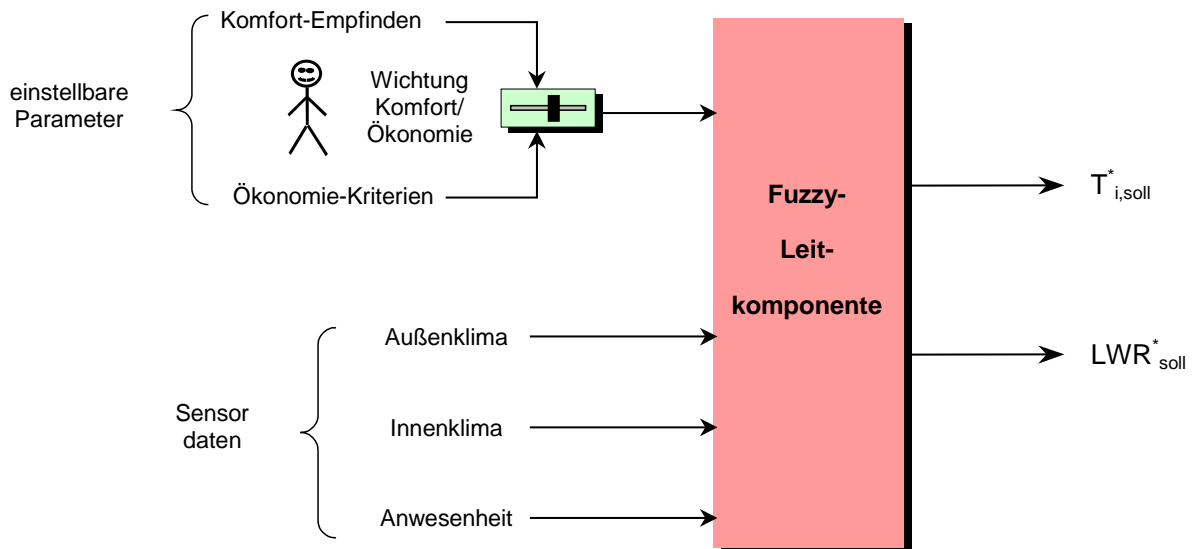 Komfort-Empfinden
einstellbare
Parameter
Wichtung
Komfort/
Ökonomie
Ökonomie-Kriterien
Fuzzy-
Leit-
komponente
T*i,soll
LWR*soll
Außenklima
Sensor
daten
Innenklima
Anwesenheit